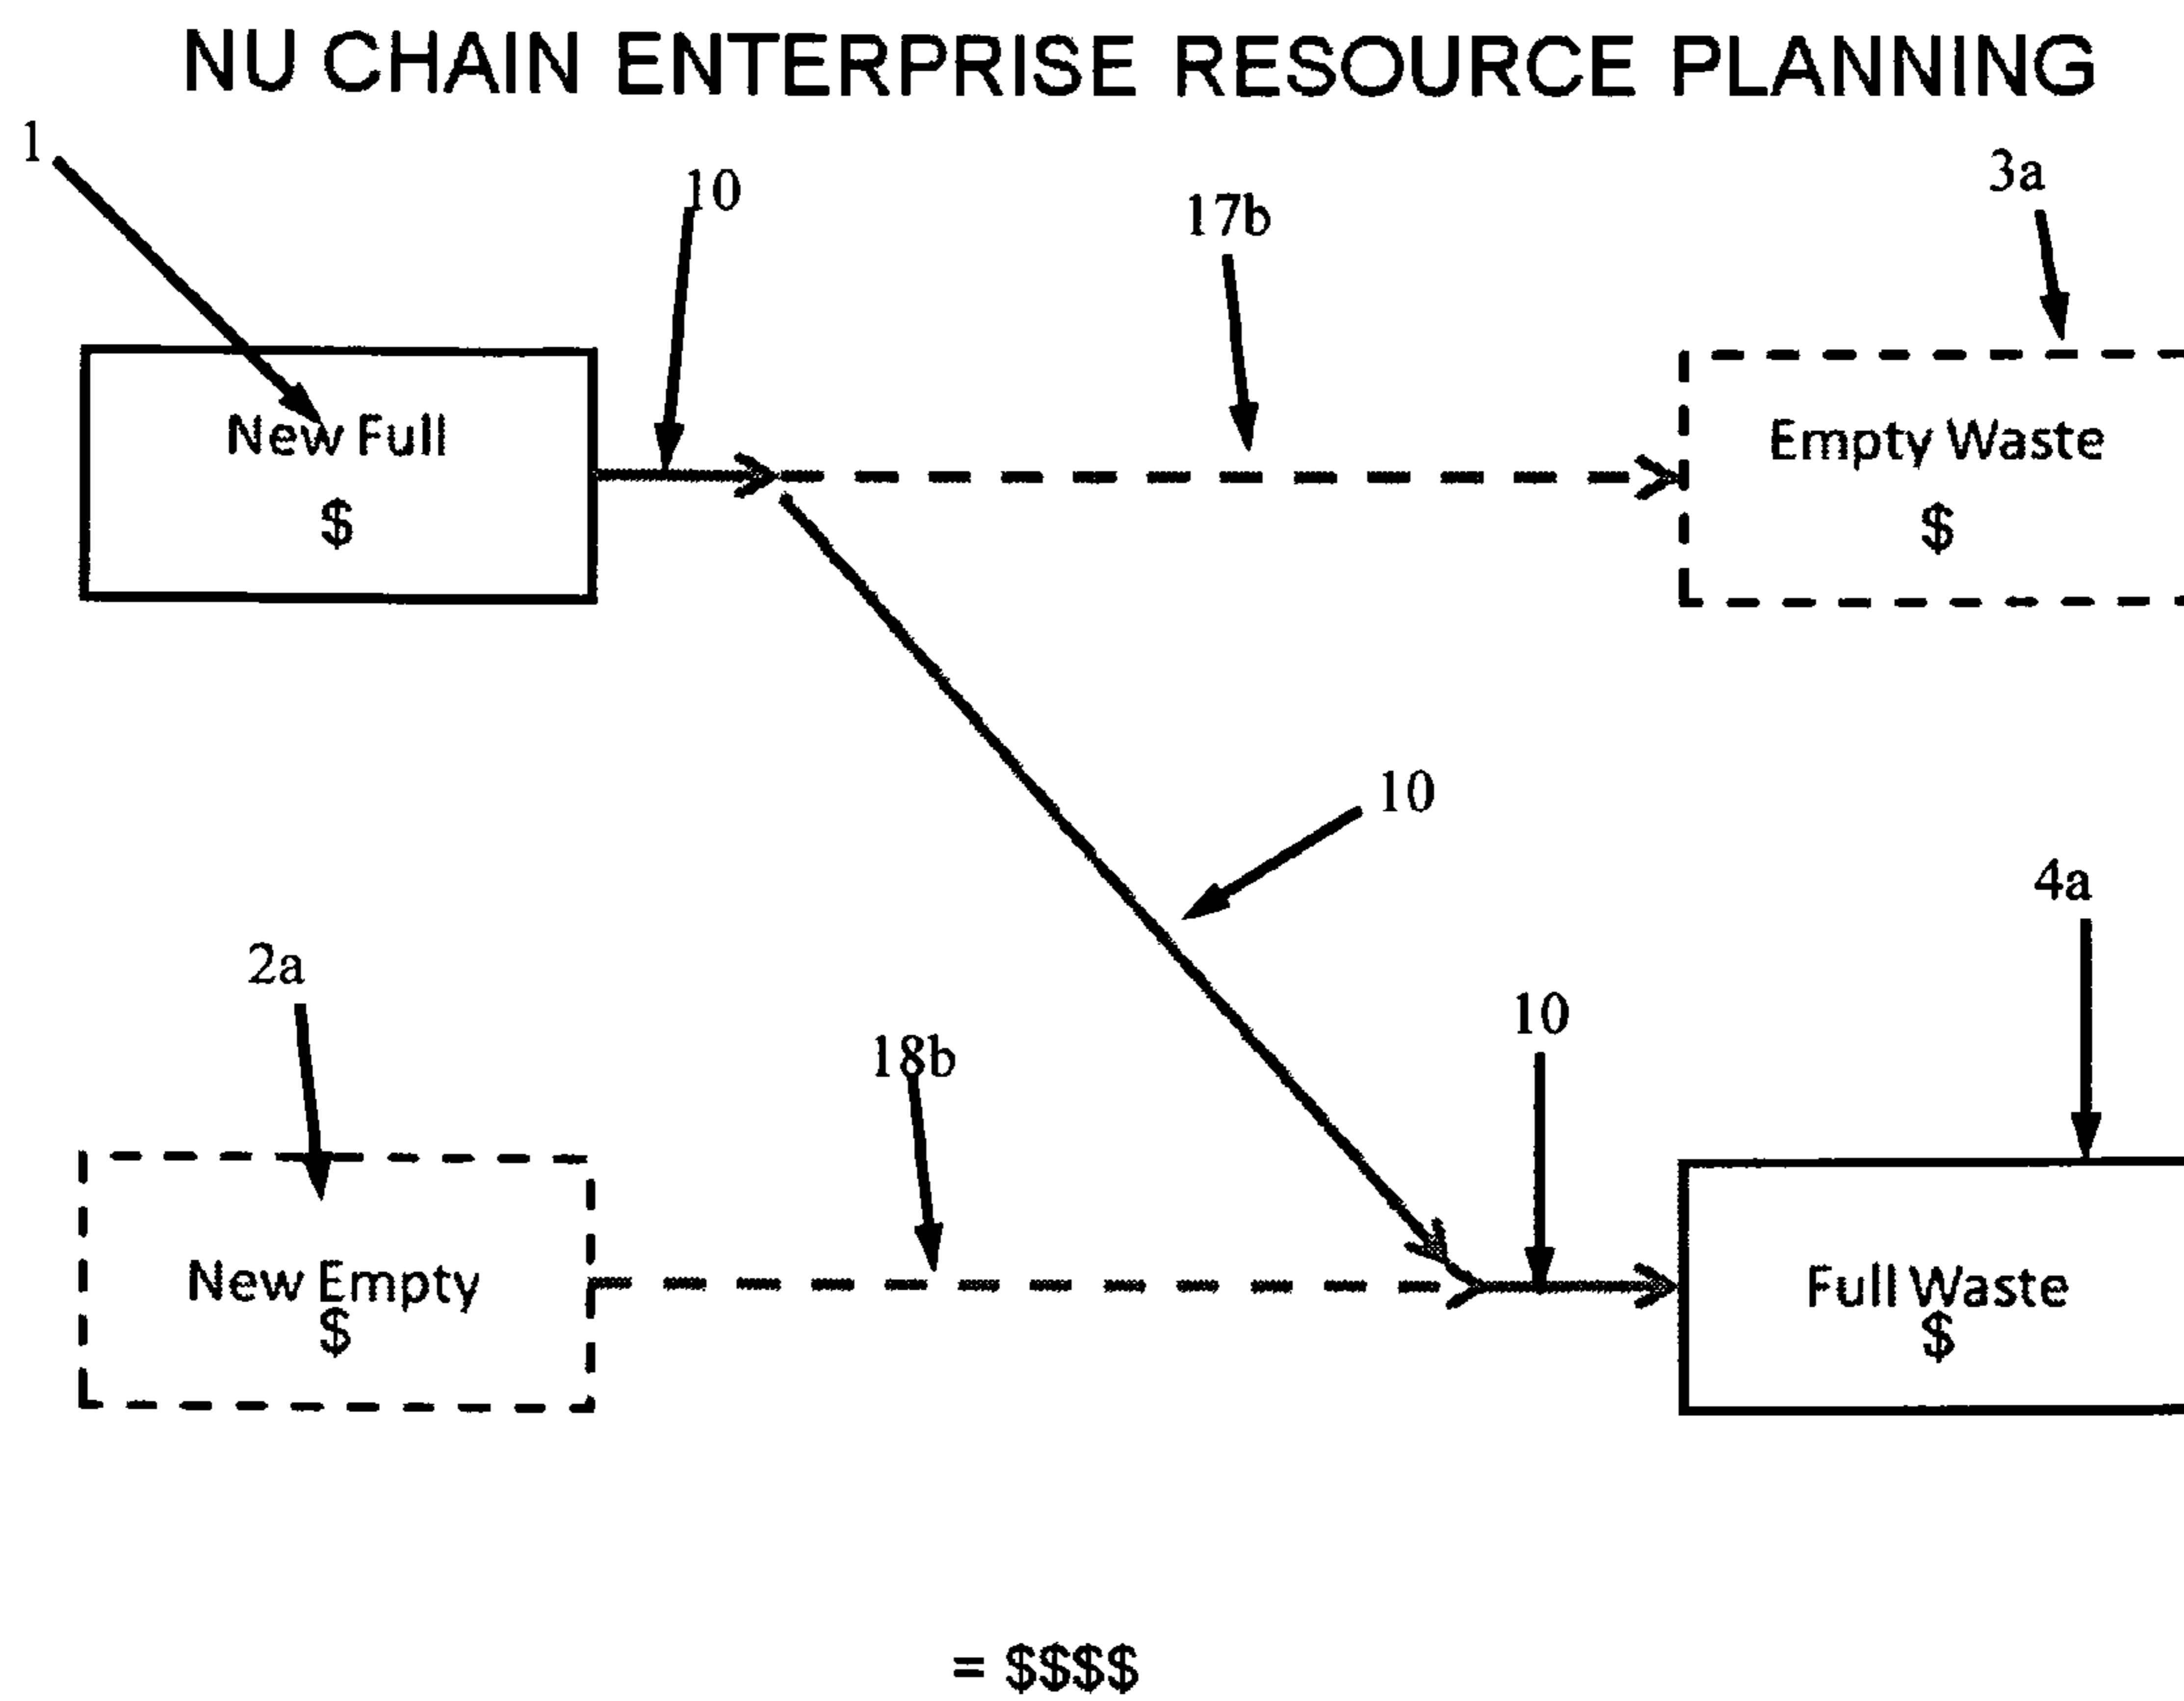 NU CHAIN ENTERPRISE RESOURCE PLANNING
1
10
17b
3a
New Full
$
Empty Waste
$
10
4a
2a
18b
10
New Empty
$
Full Waste
$
= $$$$